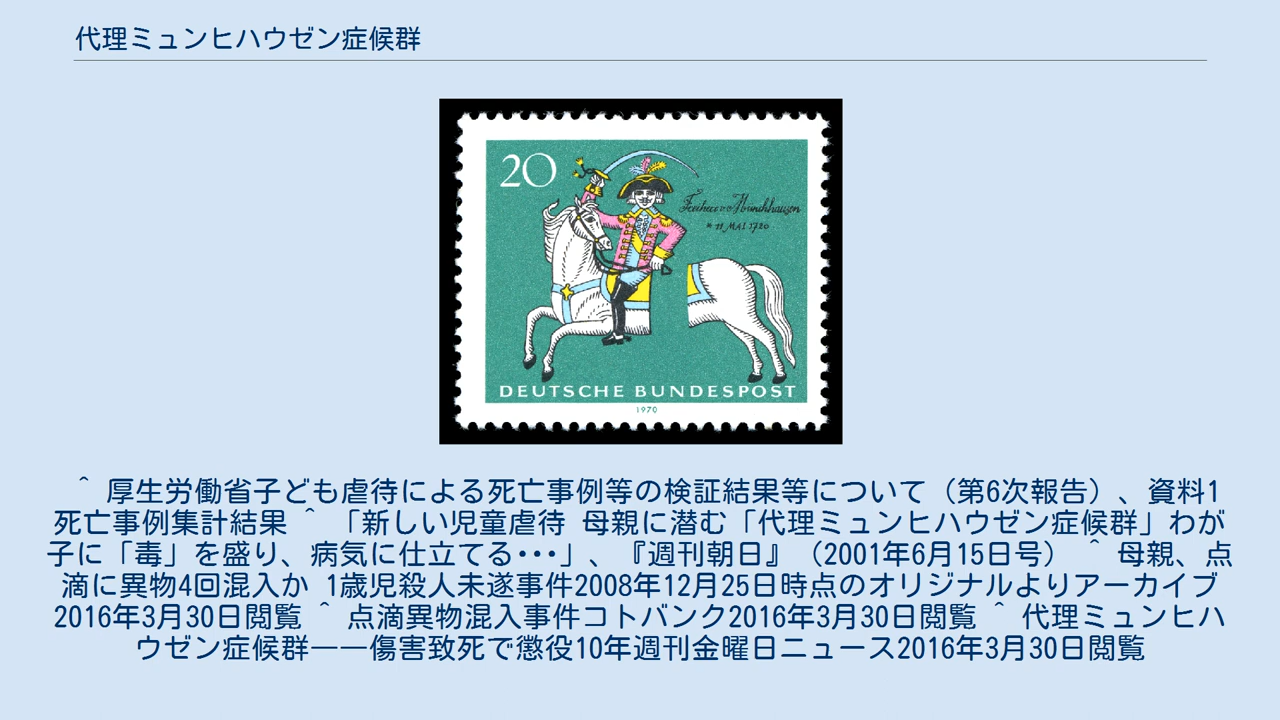 代理ミュンヒハウゼン症候群
20
Freiherr von Münchhausen
* 11 MAI 1720
DEUTSCHE BUNDESPOST
1970
^ 厚生労働省子ども虐待による死亡事例等の検証結果等について（第6次報告）、資料1
死亡事例集計結果 ^ 「新しい児童虐待 母親に潜む「代理ミュンヒハウゼン症候群」わが
子に「毒」を盛り、病気に仕立てる･･･」、『週刊朝日』（2001年6月15日号） ^ 母親、点
滴に異物4回混入か 1歳児殺人未遂事件2008年12月25日時点のオリジナルよりアーカイブ
2016年3月30日閲覧 ^ 点滴異物混入事件コトバンク2016年3月30日閲覧 ^ 代理ミュンヒハ
ウゼン症候群――傷害致死で懲役10年週刊金曜日ニュース2016年3月30日閲覧